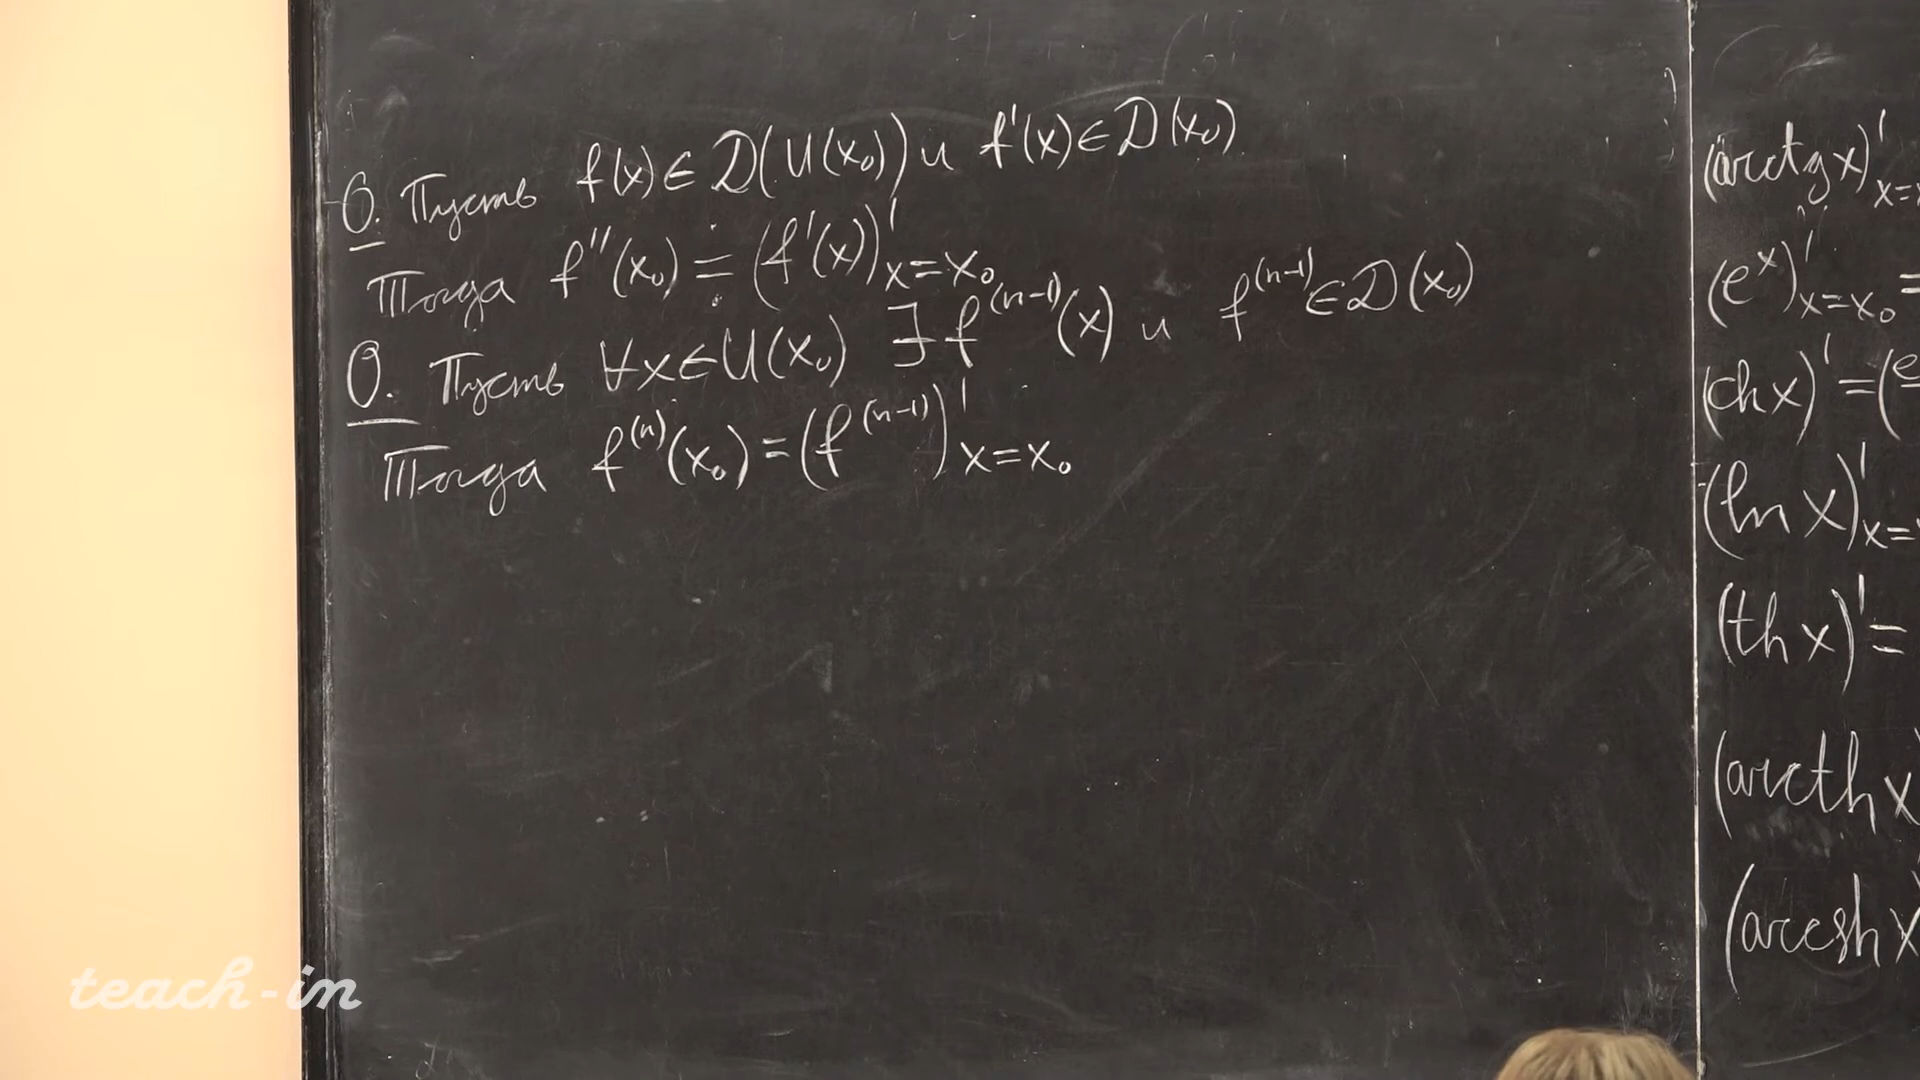 О. Пусть f(x)∈D(U(x₀)) и f'(x)∈D(x₀)
Тогда f''(x₀) ≑ (f'(x))'ₓ₌ₓ₀
О. Пусть ∀x∈U(x₀) ∃ f⁽ⁿ⁻¹⁾(x) и f⁽ⁿ⁻¹⁾∈D(x₀)
Тогда f⁽ⁿ⁾(x₀)=(f⁽ⁿ⁻¹⁾)'ₓ₌ₓ₀
(arctg x)'ₓ₌
(eˣ)'ₓ₌ₓ₀ =
(ch x)' = (e
(ln x)'ₓ₌
(th x)' =
(arcth x
(arcsh x
teach-in